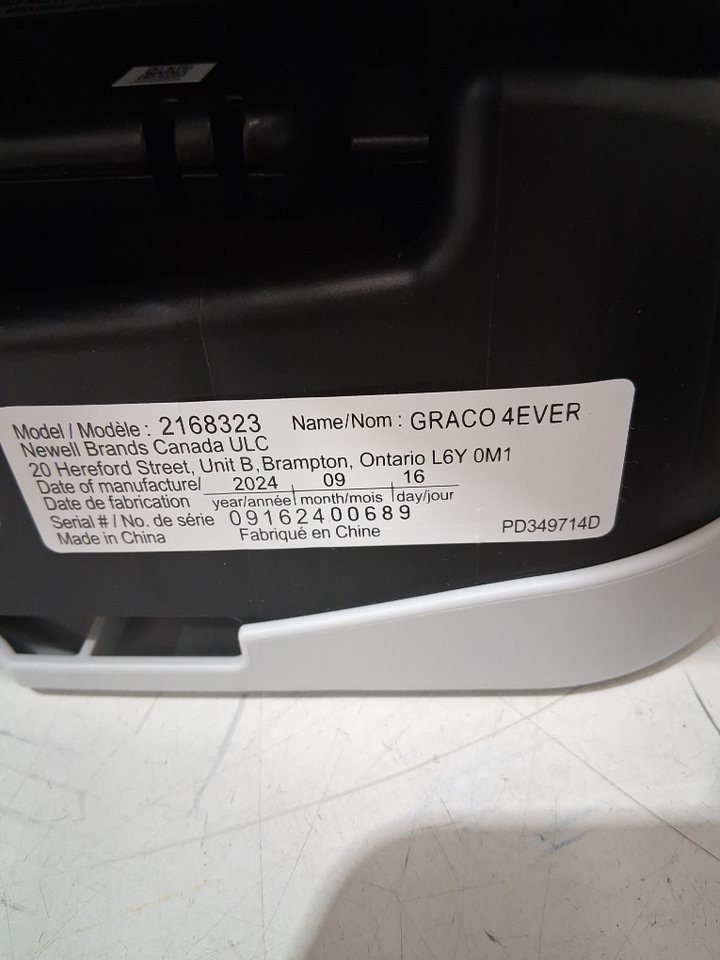 Model / Modèle : 2168323 Name/Nom : GRACO 4EVER
Newell Brands Canada ULC
20 Hereford Street, Unit B, Brampton, Ontario L6Y 0M1
Date of manufacture/ 2024 09 16
Date de fabrication year/année month/mois day/jour
Serial # / No. de série 09162400689
Made in China Fabriqué en Chine PD349714D